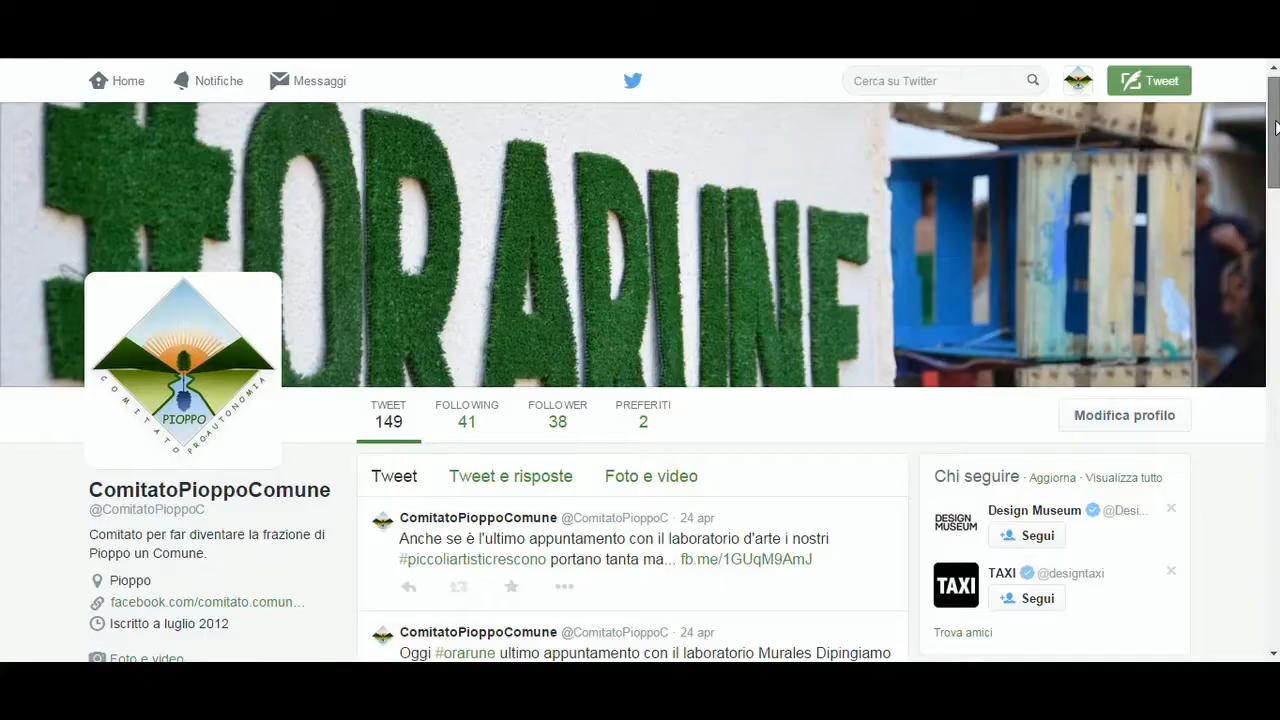 Home Notifiche Messaggi Cerca su Twitter Tweet
#ORARUNE
COMITATO PROAUTONOMIA
PIOPPO
TWEET FOLLOWING FOLLOWER PREFERITI
149 41 38 2
Modifica profilo
ComitatoPioppoComune
@ComitatoPioppoC
Comitato per far diventare la frazione di
Pioppo un Comune.
Pioppo
facebook.com/comitato.comun...
Iscritto a luglio 2012
Foto e video
Tweet Tweet e risposte Foto e video
ComitatoPioppoComune @ComitatoPioppoC · 24 apr
Anche se è l'ultimo appuntamento con il laboratorio d'arte i nostri
#piccoliartisticrescono portano tanta ma... fb.me/1GUqM9AmJ
ComitatoPioppoComune @ComitatoPioppoC · 24 apr
Oggi #orarune ultimo appuntamento con il laboratorio Murales Dipingiamo
Chi seguire · Aggiorna · Visualizza tutto
DESIGN MUSEUM
Design Museum @Desi...
Segui
TAXI
TAXI @designtaxi
Segui
Trova amici